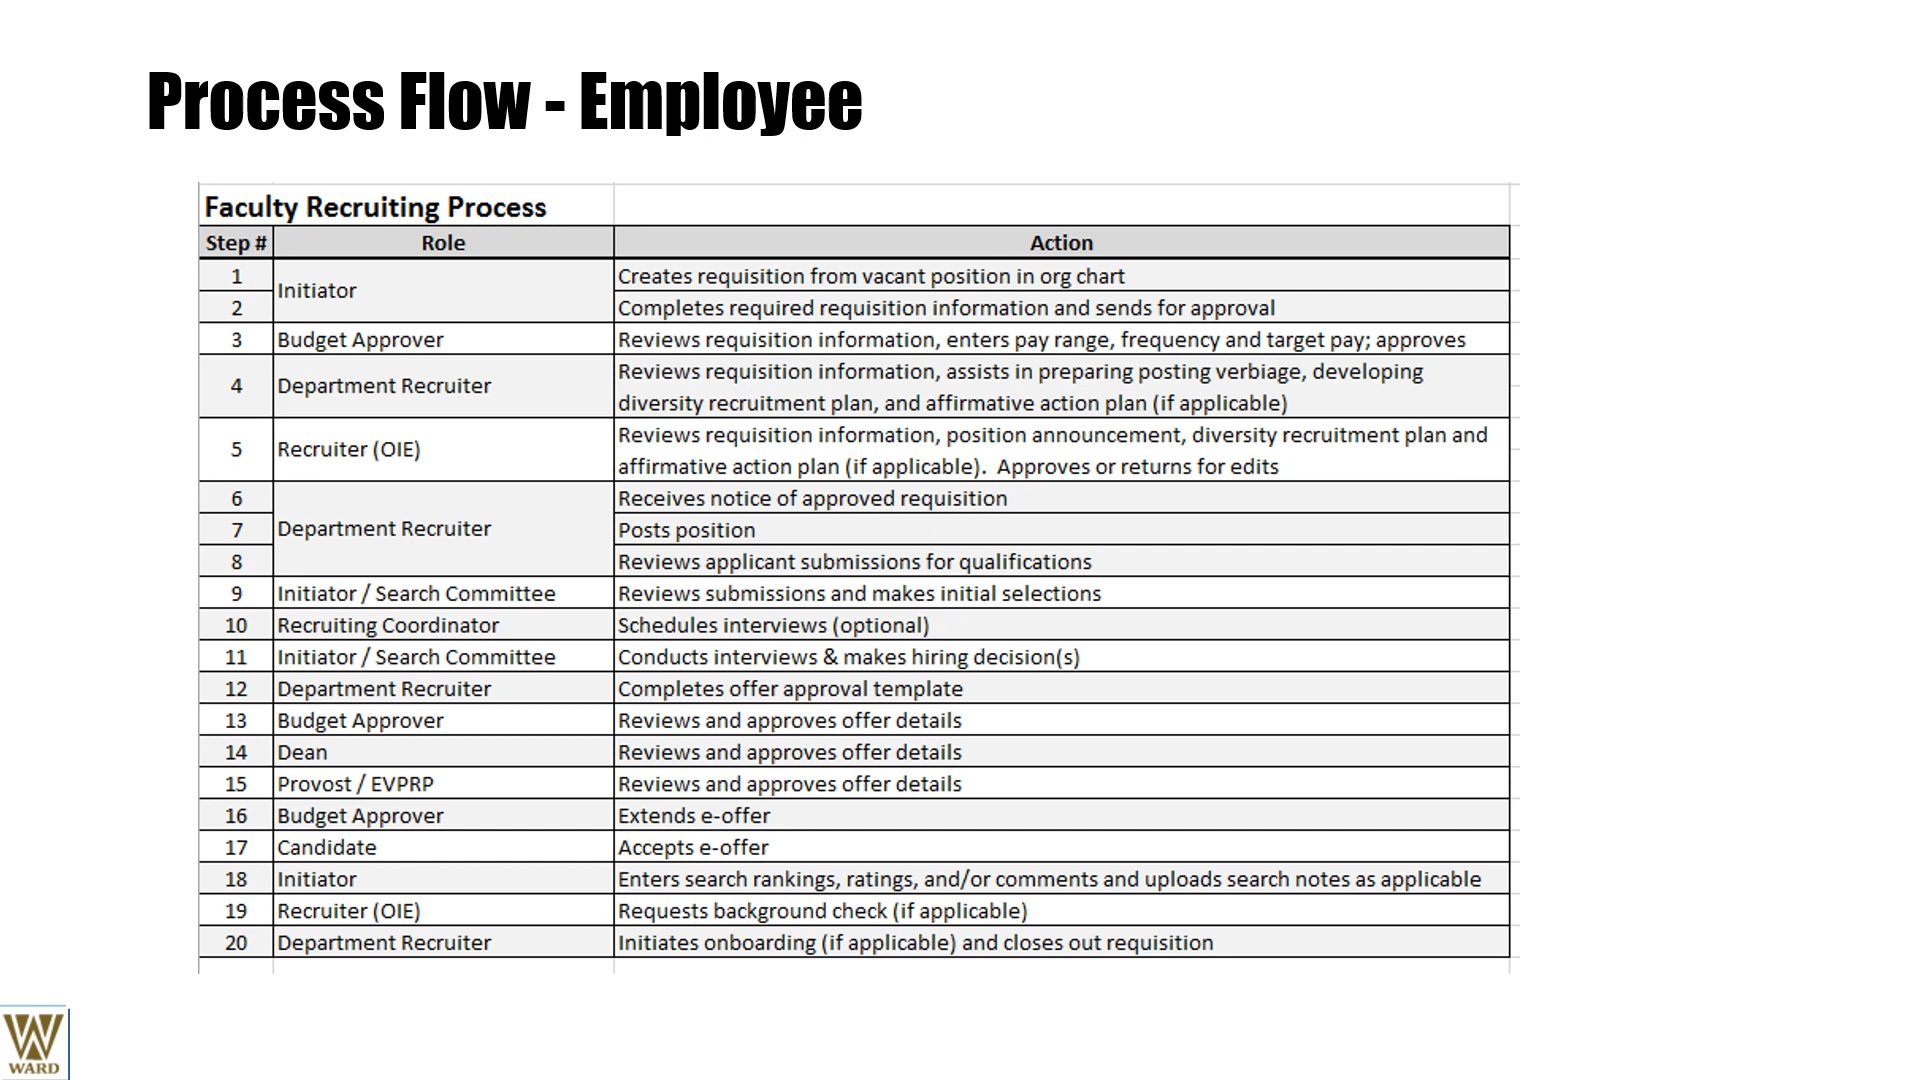 Process Flow - Employee
Faculty Recruiting Process
Step # Role Action
1 Initiator Creates requisition from vacant position in org chart
2 Completes required requisition information and sends for approval
3 Budget Approver Reviews requisition information, enters pay range, frequency and target pay; approves
4 Department Recruiter Reviews requisition information, assists in preparing posting verbiage, developing
diversity recruitment plan, and affirmative action plan (if applicable)
5 Recruiter (OIE) Reviews requisition information, position announcement, diversity recruitment plan and
affirmative action plan (if applicable).  Approves or returns for edits
6 Department Recruiter Receives notice of approved requisition
7 Posts position
8 Reviews applicant submissions for qualifications
9 Initiator / Search Committee Reviews submissions and makes initial selections
10 Recruiting Coordinator Schedules interviews (optional)
11 Initiator / Search Committee Conducts interviews & makes hiring decision(s)
12 Department Recruiter Completes offer approval template
13 Budget Approver Reviews and approves offer details
14 Dean Reviews and approves offer details
15 Provost / EVPRP Reviews and approves offer details
16 Budget Approver Extends e-offer
17 Candidate Accepts e-offer
18 Initiator Enters search rankings, ratings, and/or comments and uploads search notes as applicable
19 Recruiter (OIE) Requests background check (if applicable)
20 Department Recruiter Initiates onboarding (if applicable) and closes out requisition
W
WARD